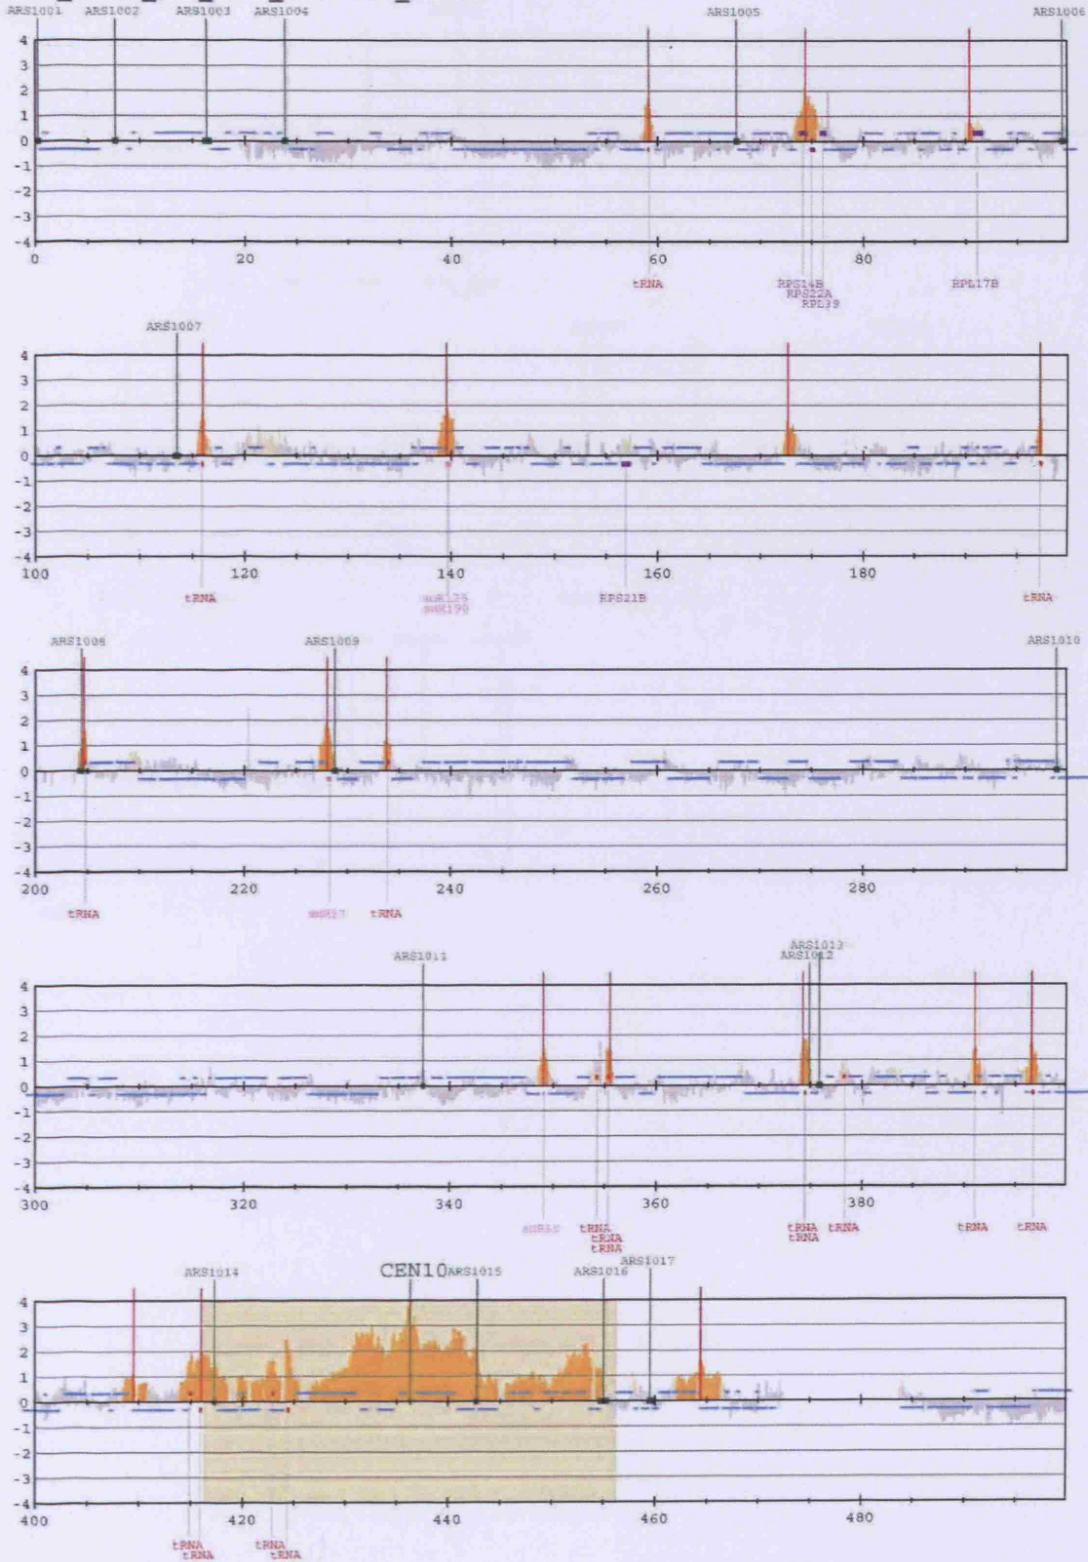 ARS1001 ARS1002 ARS1003 ARS1004 ARS1005 ARS1006
4
3
2
1
0
-1
-2
-3
-4
0 20 40 60 80
tRNA RPS14B RPL17B
RPS22A
RPL39
ARS1007
4
3
2
1
0
-1
-2
-3
-4
100 120 140 160 180
tRNA RPS21B tRNA
snR190
ARS1008 ARS1009 ARS1010
4
3
2
1
0
-1
-2
-3
-4
200 220 240 260 280
tRNA tRNA
ARS1013
ARS1011 ARS1012
4
3
2
1
0
-1
-2
-3
-4
300 320 340 360 380
tRNA tRNA tRNA tRNA tRNA
tRNA tRNA
tRNA
ARS1017
ARS1014 CEN10 ARS1015 ARS1016
4
3
2
1
0
-1
-2
-3
-4
400 420 440 460 480
tRNA tRNA
tRNA tRNA